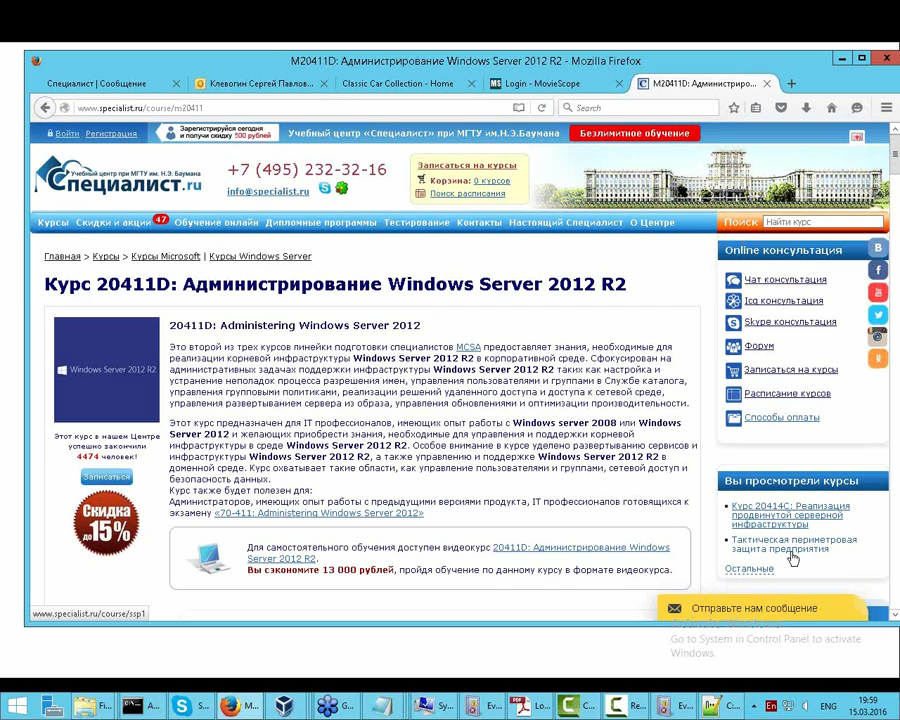 M20411D: Администрирование Windows Server 2012 R2 - Mozilla Firefox
Специалист | Сообщение
Клевогин Сергей Павлов...
Classic Car Collection - Home
Login - MovieScope
M20411D: Администриро...
www.specialist.ru/course/m20411
Search
Войти Регистрация
Зарегистрируйся сегодня
и получи скидку 500 рублей
Учебный центр «Специалист» при МГТУ им.Н.Э.Баумана
Безлимитное обучение
Учебный центр при МГТУ им. Н.Э. Баумана
Специалист.ru
+7 (495) 232-32-16
info@specialist.ru
Записаться на курсы
Корзина: 0 курсов
Полное расписания
Курсы Скидки и акции 47 Обучение онлайн Дипломные программы Тестирование Контакты Настоящий Специалист О Центре
Поиск Найти курс
Главная > Курсы > Курсы Microsoft | Курсы Windows Server
Курс 20411D: Администрирование Windows Server 2012 R2
Windows Server 2012 R2
Этот курс в нашем Центре
успешно закончили
4474 человек!
Записаться
Скидка
до 15%
20411D: Administering Windows Server 2012
Это второй из трех курсов линейки подготовки специалистов MCSA предоставляет знания, необходимые для
реализации корневой инфраструктуры Windows Server 2012 R2 в корпоративной среде. Сфокусирован на
административных задачах поддержки инфраструктуры Windows Server 2012 R2 таких как настройка и
устранение неполадок процесса разрешения имен, управления пользователями и группами в Службе каталога,
управления групповыми политиками, реализации решений удаленного доступа и доступа к сетевой среде,
управления развертыванием сервера из образа, управления обновлениями и оптимизации производительности.
Этот курс предназначен для IT профессионалов, имеющих опыт работы с Windows server 2008 или Windows
Server 2012 и желающих приобрести знания, необходимые для управления и поддержки корневой
инфраструктуры Windows Server 2012 R2. Особое внимание в курсе уделено развертыванию сервисов и
инфраструктуры Windows Server 2012 R2, а также управлению и поддержке Windows Server 2012 R2 в
доменной среде. Курс охватывает такие области, как управление пользователями и группами, сетевой доступ и
безопасность данных.
Курс также будет полезен для:
Администраторов, имеющих опыт работы с предыдущими версиями продукта, IT профессионалов готовящихся к
экзамену «70-411: Administering Windows Server 2012»
Для самостоятельного обучения доступен видеокурс 20411D: Администрирование Windows
Server 2012 R2.
Вы сэкономите 13 000 рублей, пройдя обучение по данному курсу в формате видеокурса.
Online консультация
Чат консультация
Icq консультация
Skype консультация
Форум
Записаться на курсы
Расписание курсов
Способы оплаты
Вы просмотрели курсы
Курс 20414C: Реализация
продвинутой серверной
инфраструктуры
Тактическая периметровая
защита предприятия
Остальные
www.specialist.ru/course/ssp1
Отправьте нам сообщение
Go to System in Control Panel to activate
Windows.
Fi...
A...
S...
M...
G...
Sy...
Ev...
Lo...
C...
Re...
Ev...
C...
En
ENG
19:59
15.03.2016